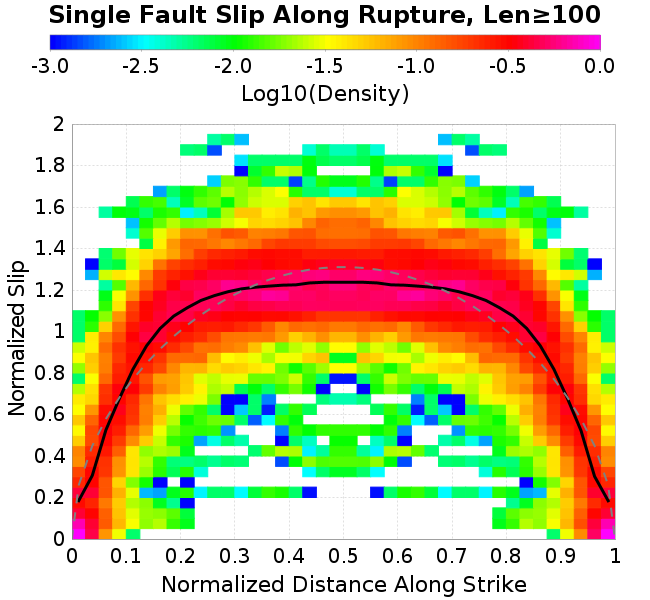 Single Fault Slip Along Rupture, Len≥100
-3.0 -2.5 -2.0 -1.5 -1.0 -0.5 0.0
Log10(Density)
2
1.8
1.6
1.4
1.2
1
0.8
0.6
0.4
0.2
0
Normalized Slip
0 0.1 0.2 0.3 0.4 0.5 0.6 0.7 0.8 0.9 1
Normalized Distance Along Strike